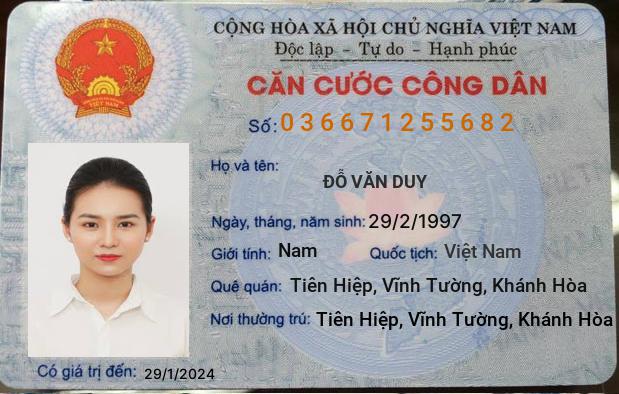 CỘNG HÒA XÃ HỘI CHỦ NGHĨA VIỆT NAM
Độc lập - Tự do - Hạnh phúc
CĂN CƯỚC CÔNG DÂN
Số: 036671255682
Họ và tên:
ĐỖ VĂN DUY
Ngày, tháng, năm sinh: 29/2/1997
Giới tính: Nam Quốc tịch: Việt Nam
Quê quán: Tiên Hiệp, Vĩnh Tường, Khánh Hòa
Nơi thường trú: Tiên Hiệp, Vĩnh Tường, Khánh Hòa
Có giá trị đến: 29/1/2024